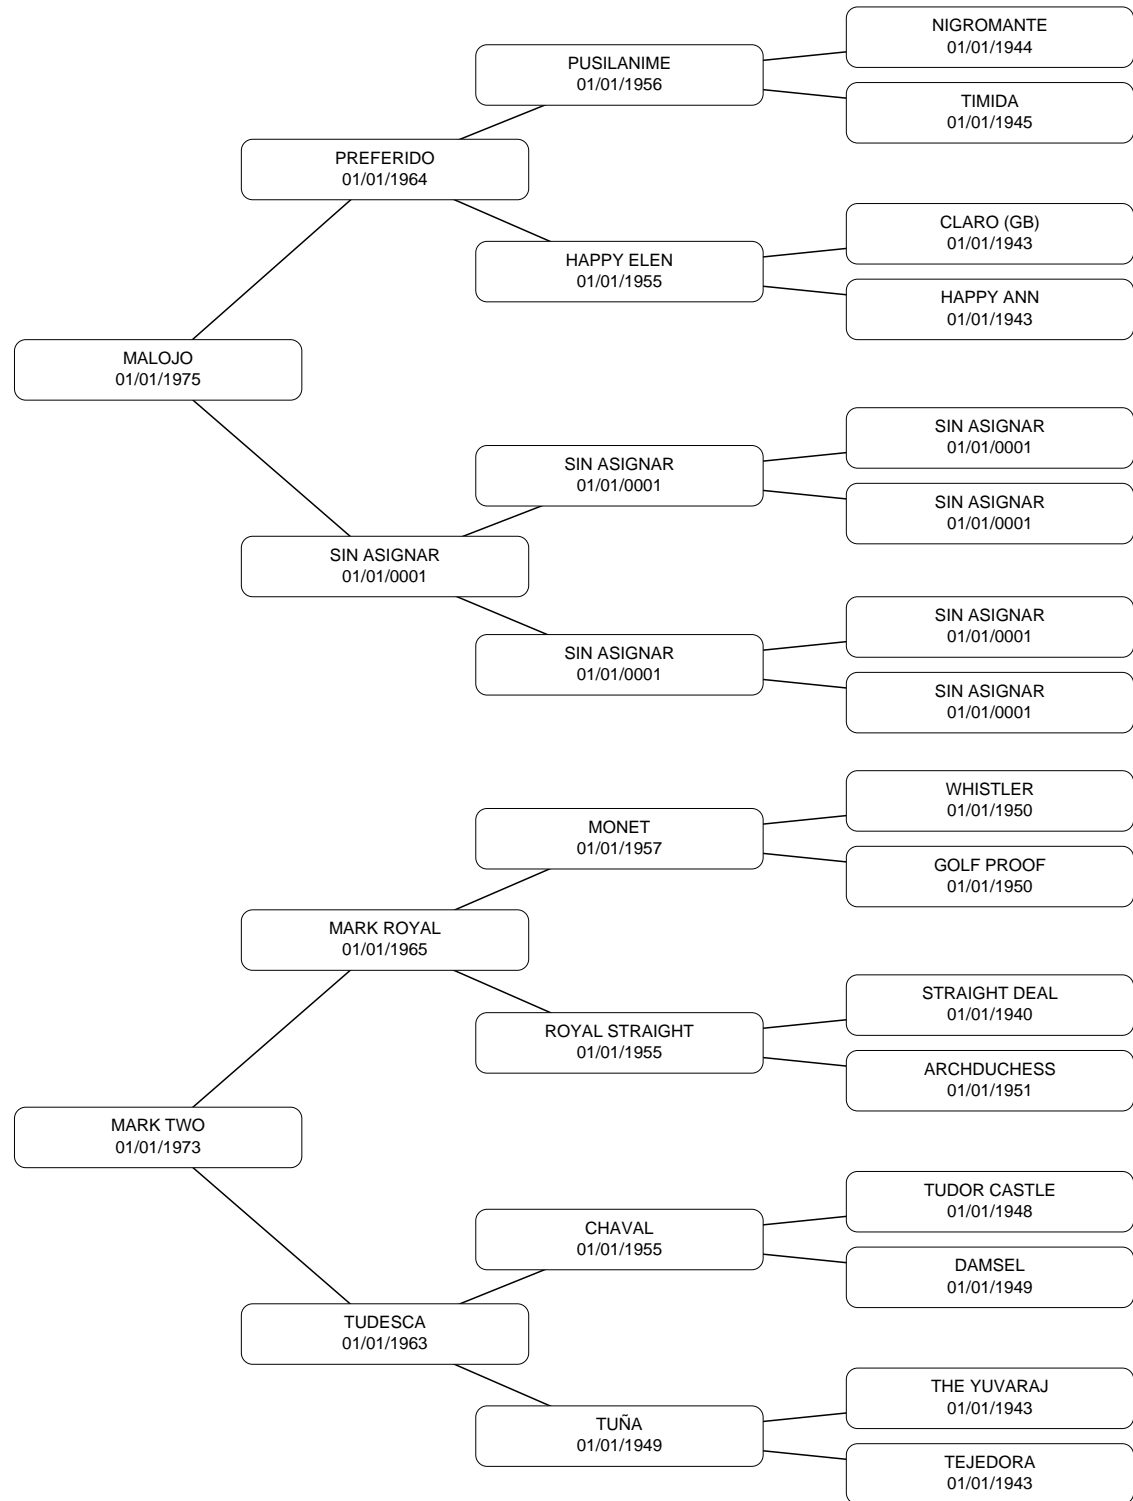 NIGROMANTE
01/01/1944
PUSILANIME
01/01/1956
TIMIDA
01/01/1945
PREFERIDO
01/01/1964
CLARO (GB)
01/01/1943
HAPPY ELEN
01/01/1955
HAPPY ANN
01/01/1943
MALOJO
01/01/1975
SIN ASIGNAR
01/01/0001
SIN ASIGNAR
01/01/0001
SIN ASIGNAR
01/01/0001
SIN ASIGNAR
01/01/0001
SIN ASIGNAR
01/01/0001
SIN ASIGNAR
01/01/0001
SIN ASIGNAR
01/01/0001
WHISTLER
01/01/1950
MONET
01/01/1957
GOLF PROOF
01/01/1950
MARK ROYAL
01/01/1965
STRAIGHT DEAL
01/01/1940
ROYAL STRAIGHT
01/01/1955
ARCHDUCHESS
01/01/1951
MARK TWO
01/01/1973
TUDOR CASTLE
01/01/1948
CHAVAL
01/01/1955
DAMSEL
01/01/1949
TUDESCA
01/01/1963
THE YUVARAJ
01/01/1943
TUÑA
01/01/1949
TEJEDORA
01/01/1943